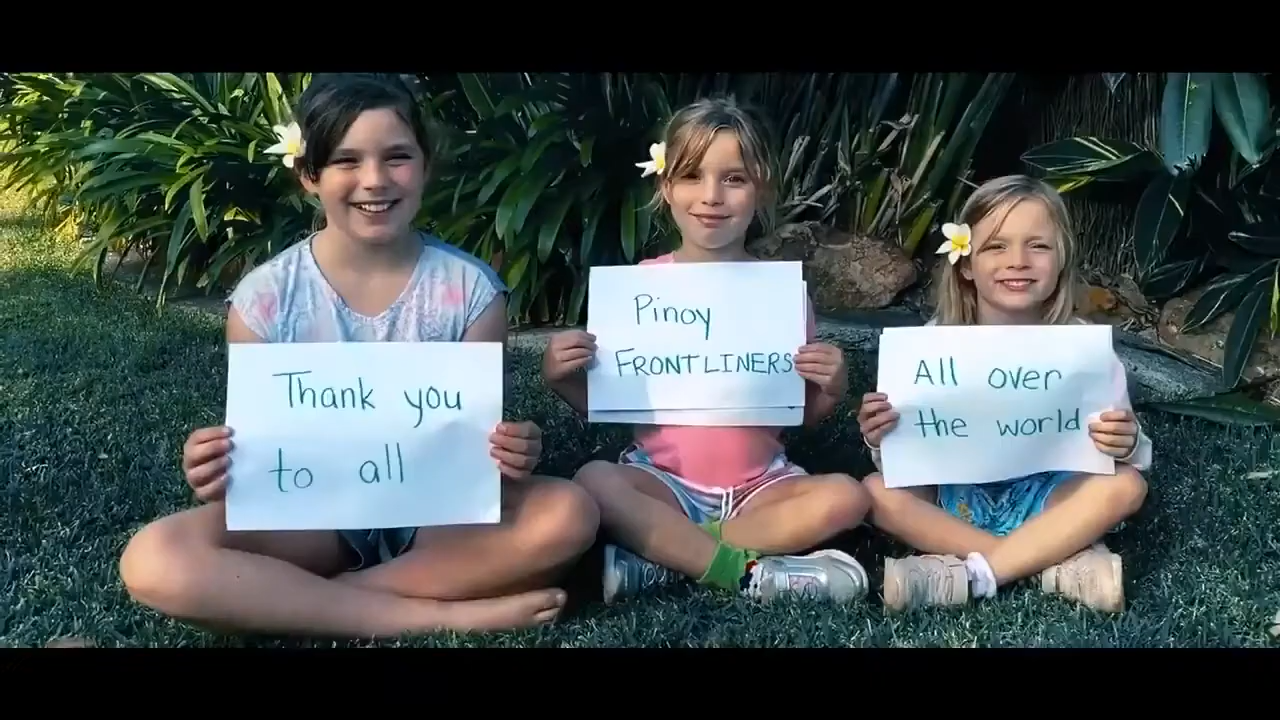 Thank you
to all
Pinoy
FRONTLINERS
All over
the world